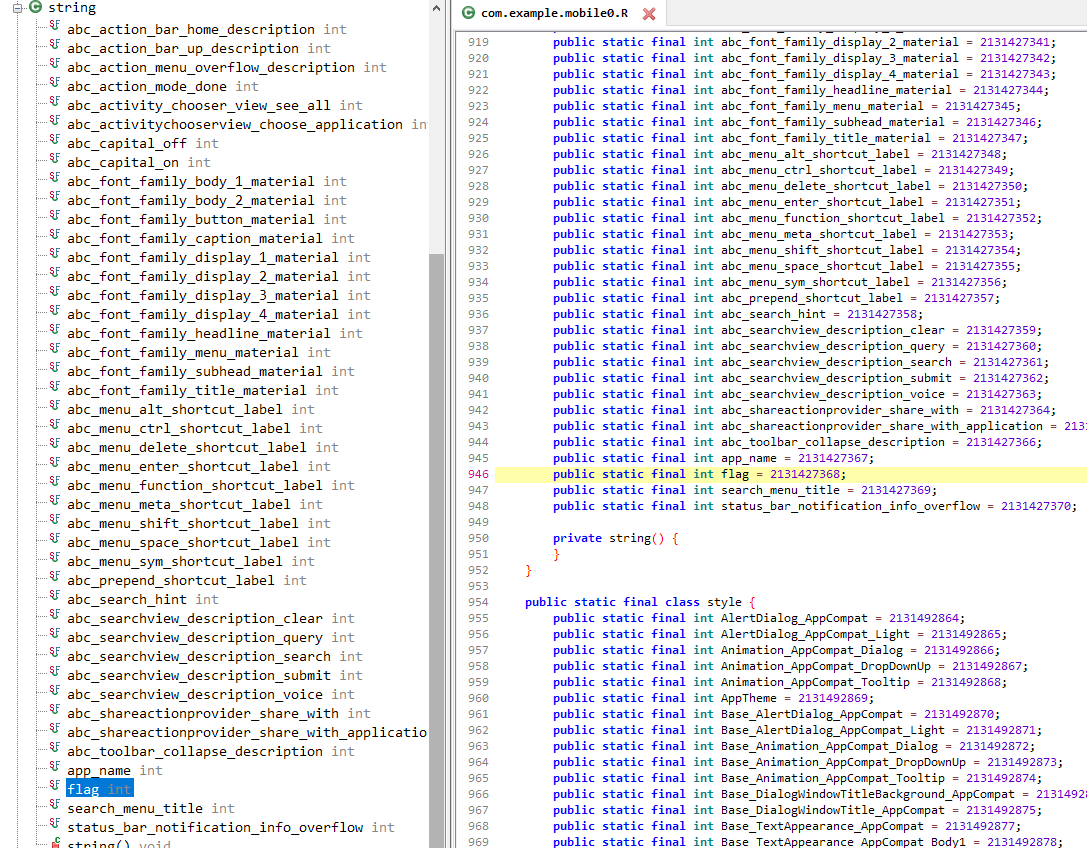 string
abc_action_bar_home_description int
abc_action_bar_up_description int
abc_action_menu_overflow_description int
abc_action_mode_done int
abc_activity_chooser_view_see_all int
abc_activitychooserview_choose_application in
abc_capital_off int
abc_capital_on int
abc_font_family_body_1_material int
abc_font_family_body_2_material int
abc_font_family_button_material int
abc_font_family_caption_material int
abc_font_family_display_1_material int
abc_font_family_display_2_material int
abc_font_family_display_3_material int
abc_font_family_display_4_material int
abc_font_family_headline_material int
abc_font_family_menu_material int
abc_font_family_subhead_material int
abc_font_family_title_material int
abc_menu_alt_shortcut_label int
abc_menu_ctrl_shortcut_label int
abc_menu_delete_shortcut_label int
abc_menu_enter_shortcut_label int
abc_menu_function_shortcut_label int
abc_menu_meta_shortcut_label int
abc_menu_shift_shortcut_label int
abc_menu_space_shortcut_label int
abc_menu_sym_shortcut_label int
abc_prepend_shortcut_label int
abc_search_hint int
abc_searchview_description_clear int
abc_searchview_description_query int
abc_searchview_description_search int
abc_searchview_description_submit int
abc_searchview_description_voice int
abc_shareactionprovider_share_with int
abc_shareactionprovider_share_with_applicatio
abc_toolbar_collapse_description int
app_name int
flag int
search_menu_title int
status_bar_notification_info_overflow int
string() void
com.example.mobile0.R
919 public static final int abc_font_family_display_2_material = 2131427341;
920 public static final int abc_font_family_display_3_material = 2131427342;
921 public static final int abc_font_family_display_4_material = 2131427343;
922 public static final int abc_font_family_headline_material = 2131427344;
923 public static final int abc_font_family_menu_material = 2131427345;
924 public static final int abc_font_family_subhead_material = 2131427346;
925 public static final int abc_font_family_title_material = 2131427347;
926 public static final int abc_menu_alt_shortcut_label = 2131427348;
927 public static final int abc_menu_ctrl_shortcut_label = 2131427349;
928 public static final int abc_menu_delete_shortcut_label = 2131427350;
929 public static final int abc_menu_enter_shortcut_label = 2131427351;
930 public static final int abc_menu_function_shortcut_label = 2131427352;
931 public static final int abc_menu_meta_shortcut_label = 2131427353;
932 public static final int abc_menu_shift_shortcut_label = 2131427354;
933 public static final int abc_menu_space_shortcut_label = 2131427355;
934 public static final int abc_menu_sym_shortcut_label = 2131427356;
935 public static final int abc_prepend_shortcut_label = 2131427357;
936 public static final int abc_search_hint = 2131427358;
937 public static final int abc_searchview_description_clear = 2131427359;
938 public static final int abc_searchview_description_query = 2131427360;
939 public static final int abc_searchview_description_search = 2131427361;
940 public static final int abc_searchview_description_submit = 2131427362;
941 public static final int abc_searchview_description_voice = 2131427363;
942 public static final int abc_shareactionprovider_share_with = 2131427364;
943 public static final int abc_shareactionprovider_share_with_application = 2131
944 public static final int abc_toolbar_collapse_description = 2131427366;
945 public static final int app_name = 2131427367;
946 public static final int flag = 2131427368;
947 public static final int search_menu_title = 2131427369;
948 public static final int status_bar_notification_info_overflow = 2131427370;
949
950 private string() {
951 }
952 }
953
954 public static final class style {
955 public static final int AlertDialog_AppCompat = 2131492864;
956 public static final int AlertDialog_AppCompat_Light = 2131492865;
957 public static final int Animation_AppCompat_Dialog = 2131492866;
958 public static final int Animation_AppCompat_DropDownUp = 2131492867;
959 public static final int Animation_AppCompat_Tooltip = 2131492868;
960 public static final int AppTheme = 2131492869;
961 public static final int Base_AlertDialog_AppCompat = 2131492870;
962 public static final int Base_AlertDialog_AppCompat_Light = 2131492871;
963 public static final int Base_Animation_AppCompat_Dialog = 2131492872;
964 public static final int Base_Animation_AppCompat_DropDownUp = 2131492873;
965 public static final int Base_Animation_AppCompat_Tooltip = 2131492874;
966 public static final int Base_DialogWindowTitleBackground_AppCompat = 21314928
967 public static final int Base_DialogWindowTitle_AppCompat = 2131492875;
968 public static final int Base_TextAppearance_AppCompat = 2131492877;
969 public static final int Base_TextAppearance_AppCompat_Body1 = 2131492878;